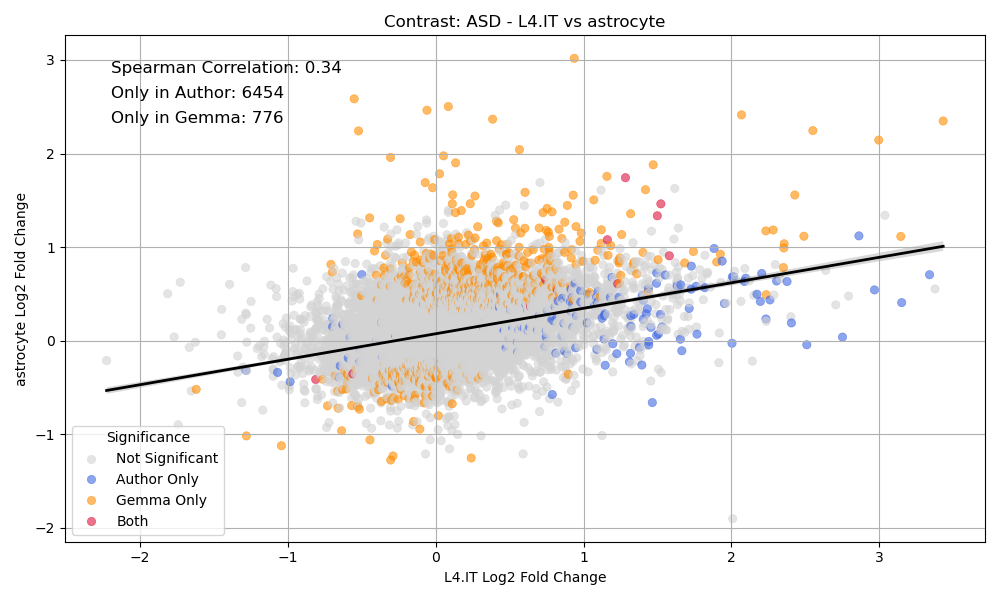 Contrast: ASD - L4.IT vs astrocyte
Spearman Correlation: 0.34
Only in Author: 6454
Only in Gemma: 776
astrocyte Log2 Fold Change
3
2
1
0
−1
−2
Significance
Not Significant
Author Only
Gemma Only
Both
−2 −1 0 1 2 3
L4.IT Log2 Fold Change